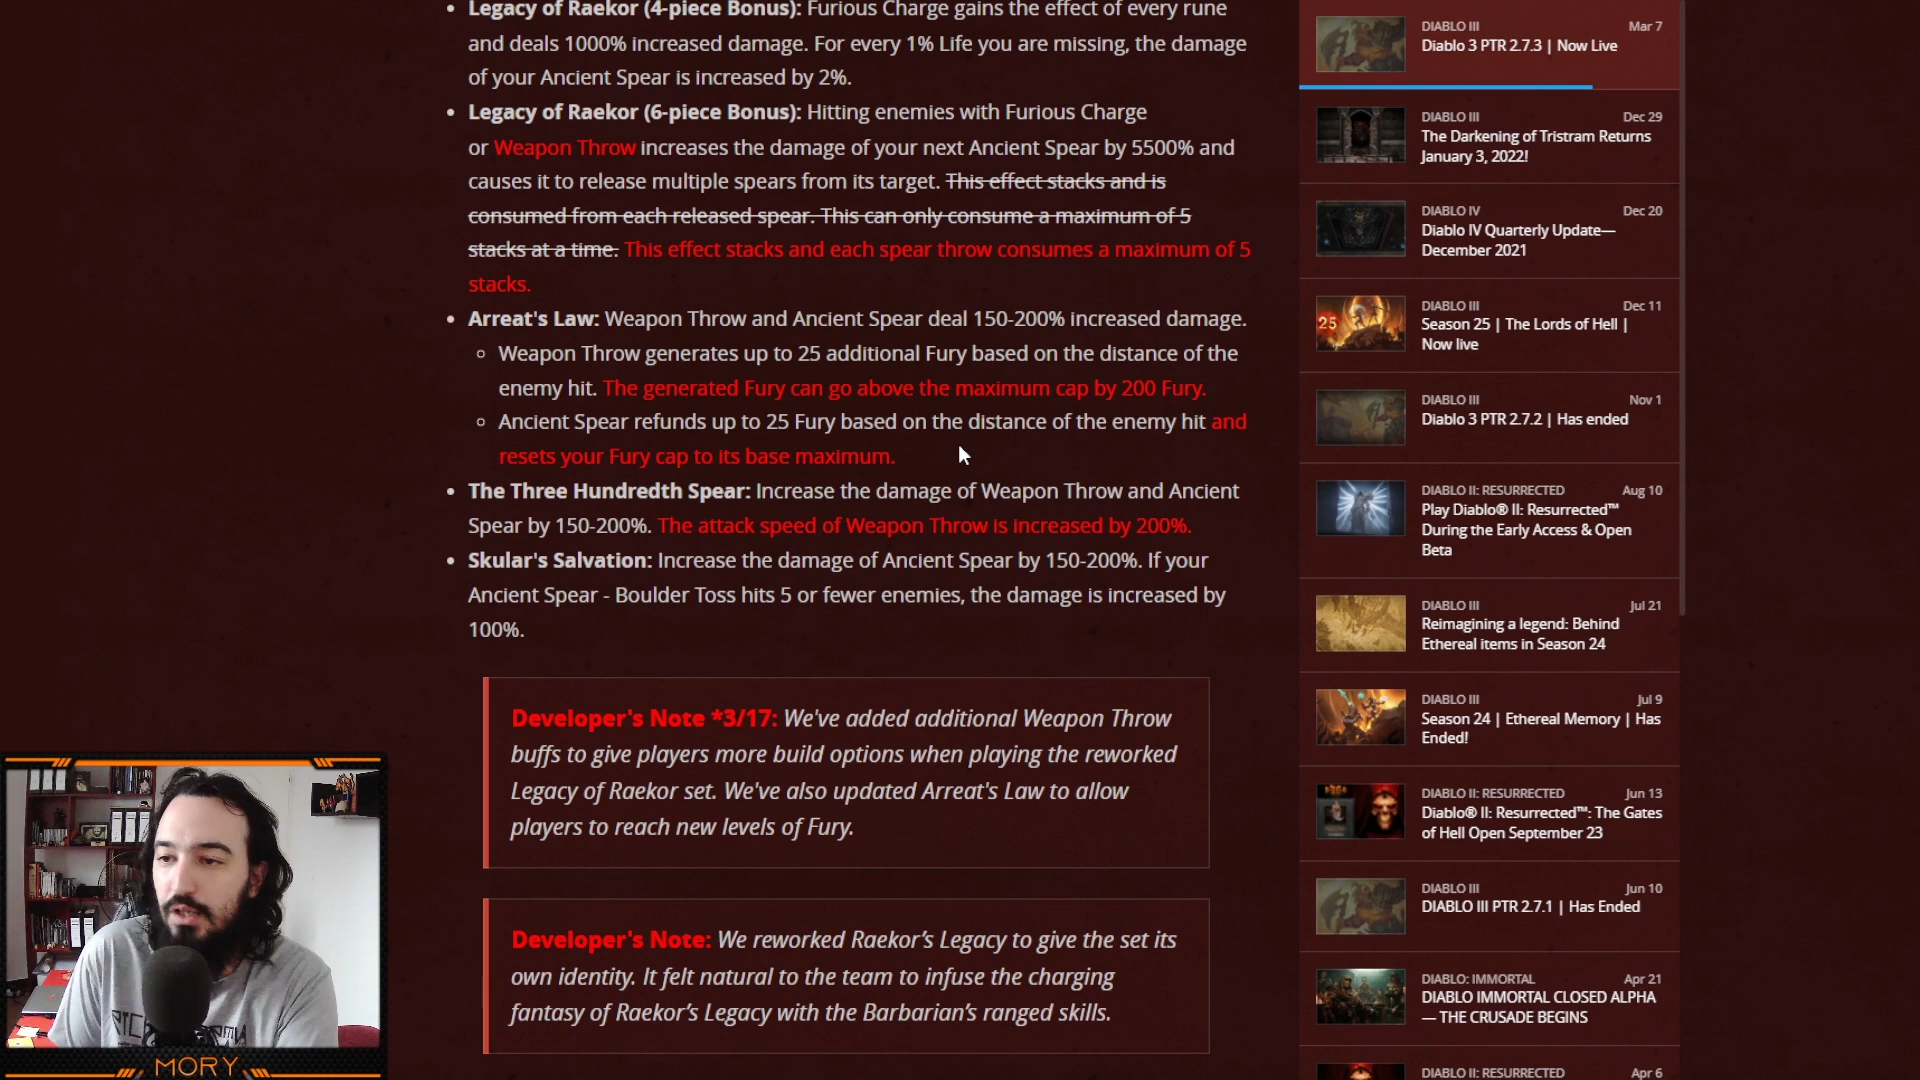 Legacy of Raekor (4-piece Bonus): Furious Charge gains the effect of every rune
and deals 1000% increased damage. For every 1% Life you are missing, the damage
of your Ancient Spear is increased by 2%.
Legacy of Raekor (6-piece Bonus): Hitting enemies with Furious Charge
or Weapon Throw increases the damage of your next Ancient Spear by 5500% and
causes it to release multiple spears from its target. This effect stacks and is
consumed from each released spear. This can only consume a maximum of 5
stacks at a time. This effect stacks and each spear throw consumes a maximum of 5
stacks.
Arreat's Law: Weapon Throw and Ancient Spear deal 150-200% increased damage.
Weapon Throw generates up to 25 additional Fury based on the distance of the
enemy hit. The generated Fury can go above the maximum cap by 200 Fury.
Ancient Spear refunds up to 25 Fury based on the distance of the enemy hit and
resets your Fury cap to its base maximum.
The Three Hundredth Spear: Increase the damage of Weapon Throw and Ancient
Spear by 150-200%. The attack speed of Weapon Throw is increased by 200%.
Skular's Salvation: Increase the damage of Ancient Spear by 150-200%. If your
Ancient Spear - Boulder Toss hits 5 or fewer enemies, the damage is increased by
100%.
Developer's Note *3/17: We've added additional Weapon Throw
buffs to give players more build options when playing the reworked
Legacy of Raekor set. We've also updated Arreat's Law to allow
players to reach new levels of Fury.
Developer's Note: We reworked Raekor's Legacy to give the set its
own identity. It felt natural to the team to infuse the charging
fantasy of Raekor's Legacy with the Barbarian's ranged skills.
DIABLO III Mar 7
Diablo 3 PTR 2.7.3 | Now Live
DIABLO III Dec 29
The Darkening of Tristram Returns
January 3, 2022!
DIABLO IV Dec 20
Diablo IV Quarterly Update—
December 2021
DIABLO III Dec 11
25
Season 25 | The Lords of Hell |
Now live
DIABLO III Nov 1
Diablo 3 PTR 2.7.2 | Has ended
DIABLO II: RESURRECTED Aug 10
Play Diablo® II: Resurrected™
During the Early Access & Open
Beta
DIABLO III Jul 21
Reimagining a legend: Behind
Ethereal items in Season 24
DIABLO III Jul 9
Season 24 | Ethereal Memory | Has
Ended!
DIABLO II: RESURRECTED Jun 13
Diablo® II: Resurrected™: The Gates
of Hell Open September 23
DIABLO III Jun 10
DIABLO III PTR 2.7.1 | Has Ended
DIABLO: IMMORTAL Apr 21
DIABLO IMMORTAL CLOSED ALPHA
— THE CRUSADE BEGINS
DIABLO II: RESURRECTED Apr 6
MORY